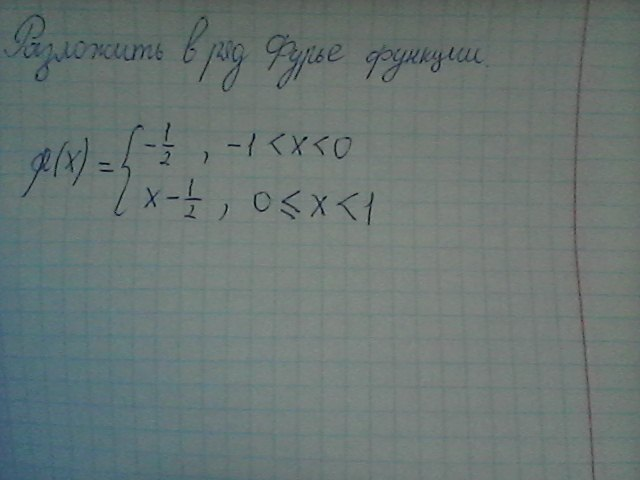 Разложить в ряд Фурье функции.
φ(x) = { -1/2 , -1 < x < 0
x - 1/2 , 0 ≤ x < 1